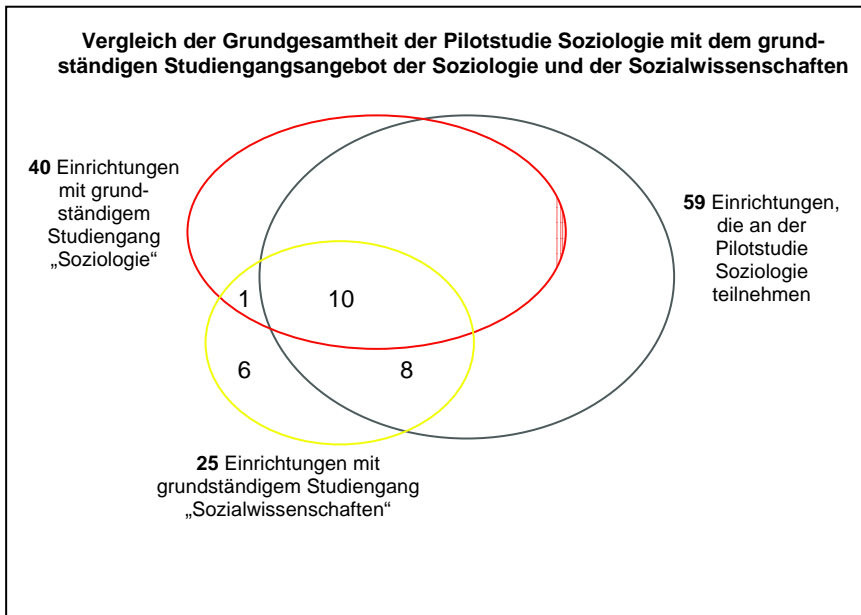 Vergleich der Grundgesamtheit der Pilotstudie Soziologie mit dem grund-
ständigen Studiengangsangebot der Soziologie und der Sozialwissenschaften
40 Einrichtungen
mit grund-
ständigem
Studiengang
„Soziologie“
59 Einrichtungen,
die an der
Pilotstudie
Soziologie
teilnehmen
1
10
6
8
25 Einrichtungen mit
grundständigem Studiengang
„Sozialwissenschaften“